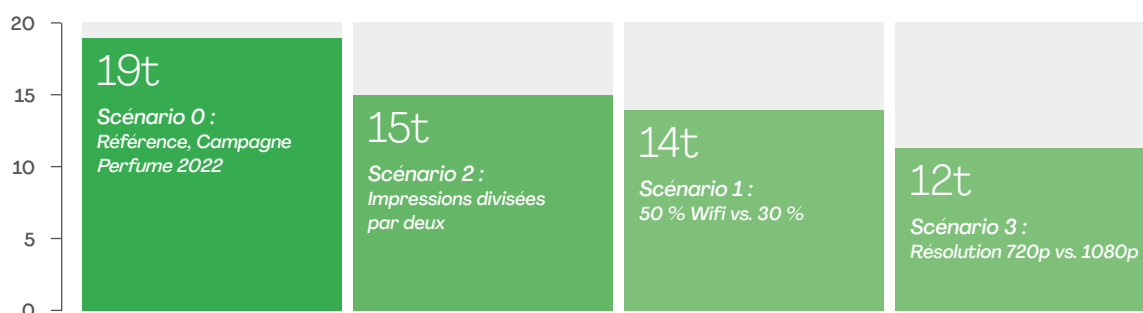 20
15
10
5
0
19t
Scénario 0 :
Référence, Campagne
Perfume 2022
15t
Scénario 2 :
Impressions divisées
par deux
14t
Scénario 1 :
50 % Wifi vs. 30 %
12t
Scénario 3 :
Résolution 720p vs. 1080p